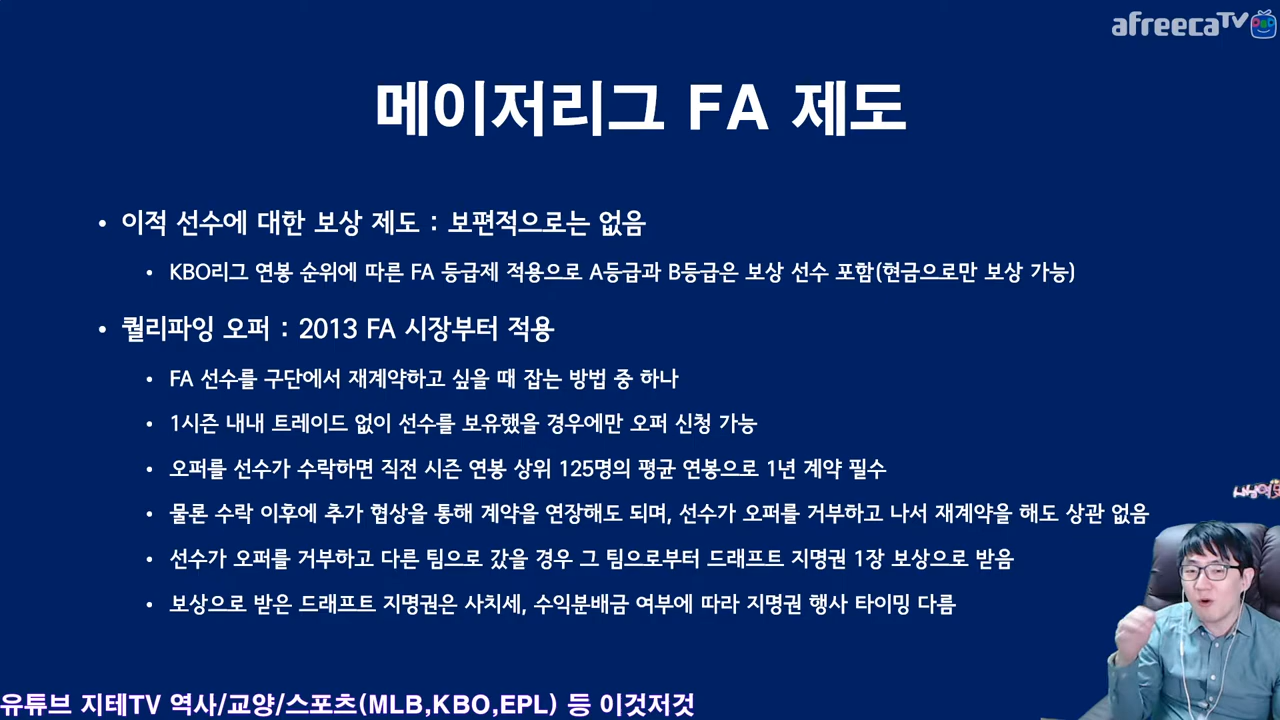 afreecaTV
메이저리그 FA 제도
• 이적 선수에 대한 보상 제도 : 보편적으로는 없음
• KBO리그 연봉 순위에 따른 FA 등급제 적용으로 A등급과 B등급은 보상 선수 포함(현금으로만 보상 가능)
• 퀄리파잉 오퍼 : 2013 FA 시장부터 적용
• FA 선수를 구단에서 재계약하고 싶을 때 잡는 방법 중 하나
• 1시즌 내내 트레이드 없이 선수를 보유했을 경우에만 오퍼 신청 가능
• 오퍼를 선수가 수락하면 직전 시즌 연봉 상위 125명의 평균 연봉으로 1년 계약 필수
• 물론 수락 이후에 추가 협상을 통해 계약을 연장해도 되며, 선수가 오퍼를 거부하고 나서 재계약을 해도 상관 없음
• 선수가 오퍼를 거부하고 다른 팀으로 갔을 경우 그 팀으로부터 드래프트 지명권 1장 보상으로 받음
• 보상으로 받은 드래프트 지명권은 사치세, 수익분배금 여부에 따라 지명권 행사 타이밍 다름
유튜브 지테TV 역사/교양/스포츠(MLB,KBO,EPL) 등 이것저것